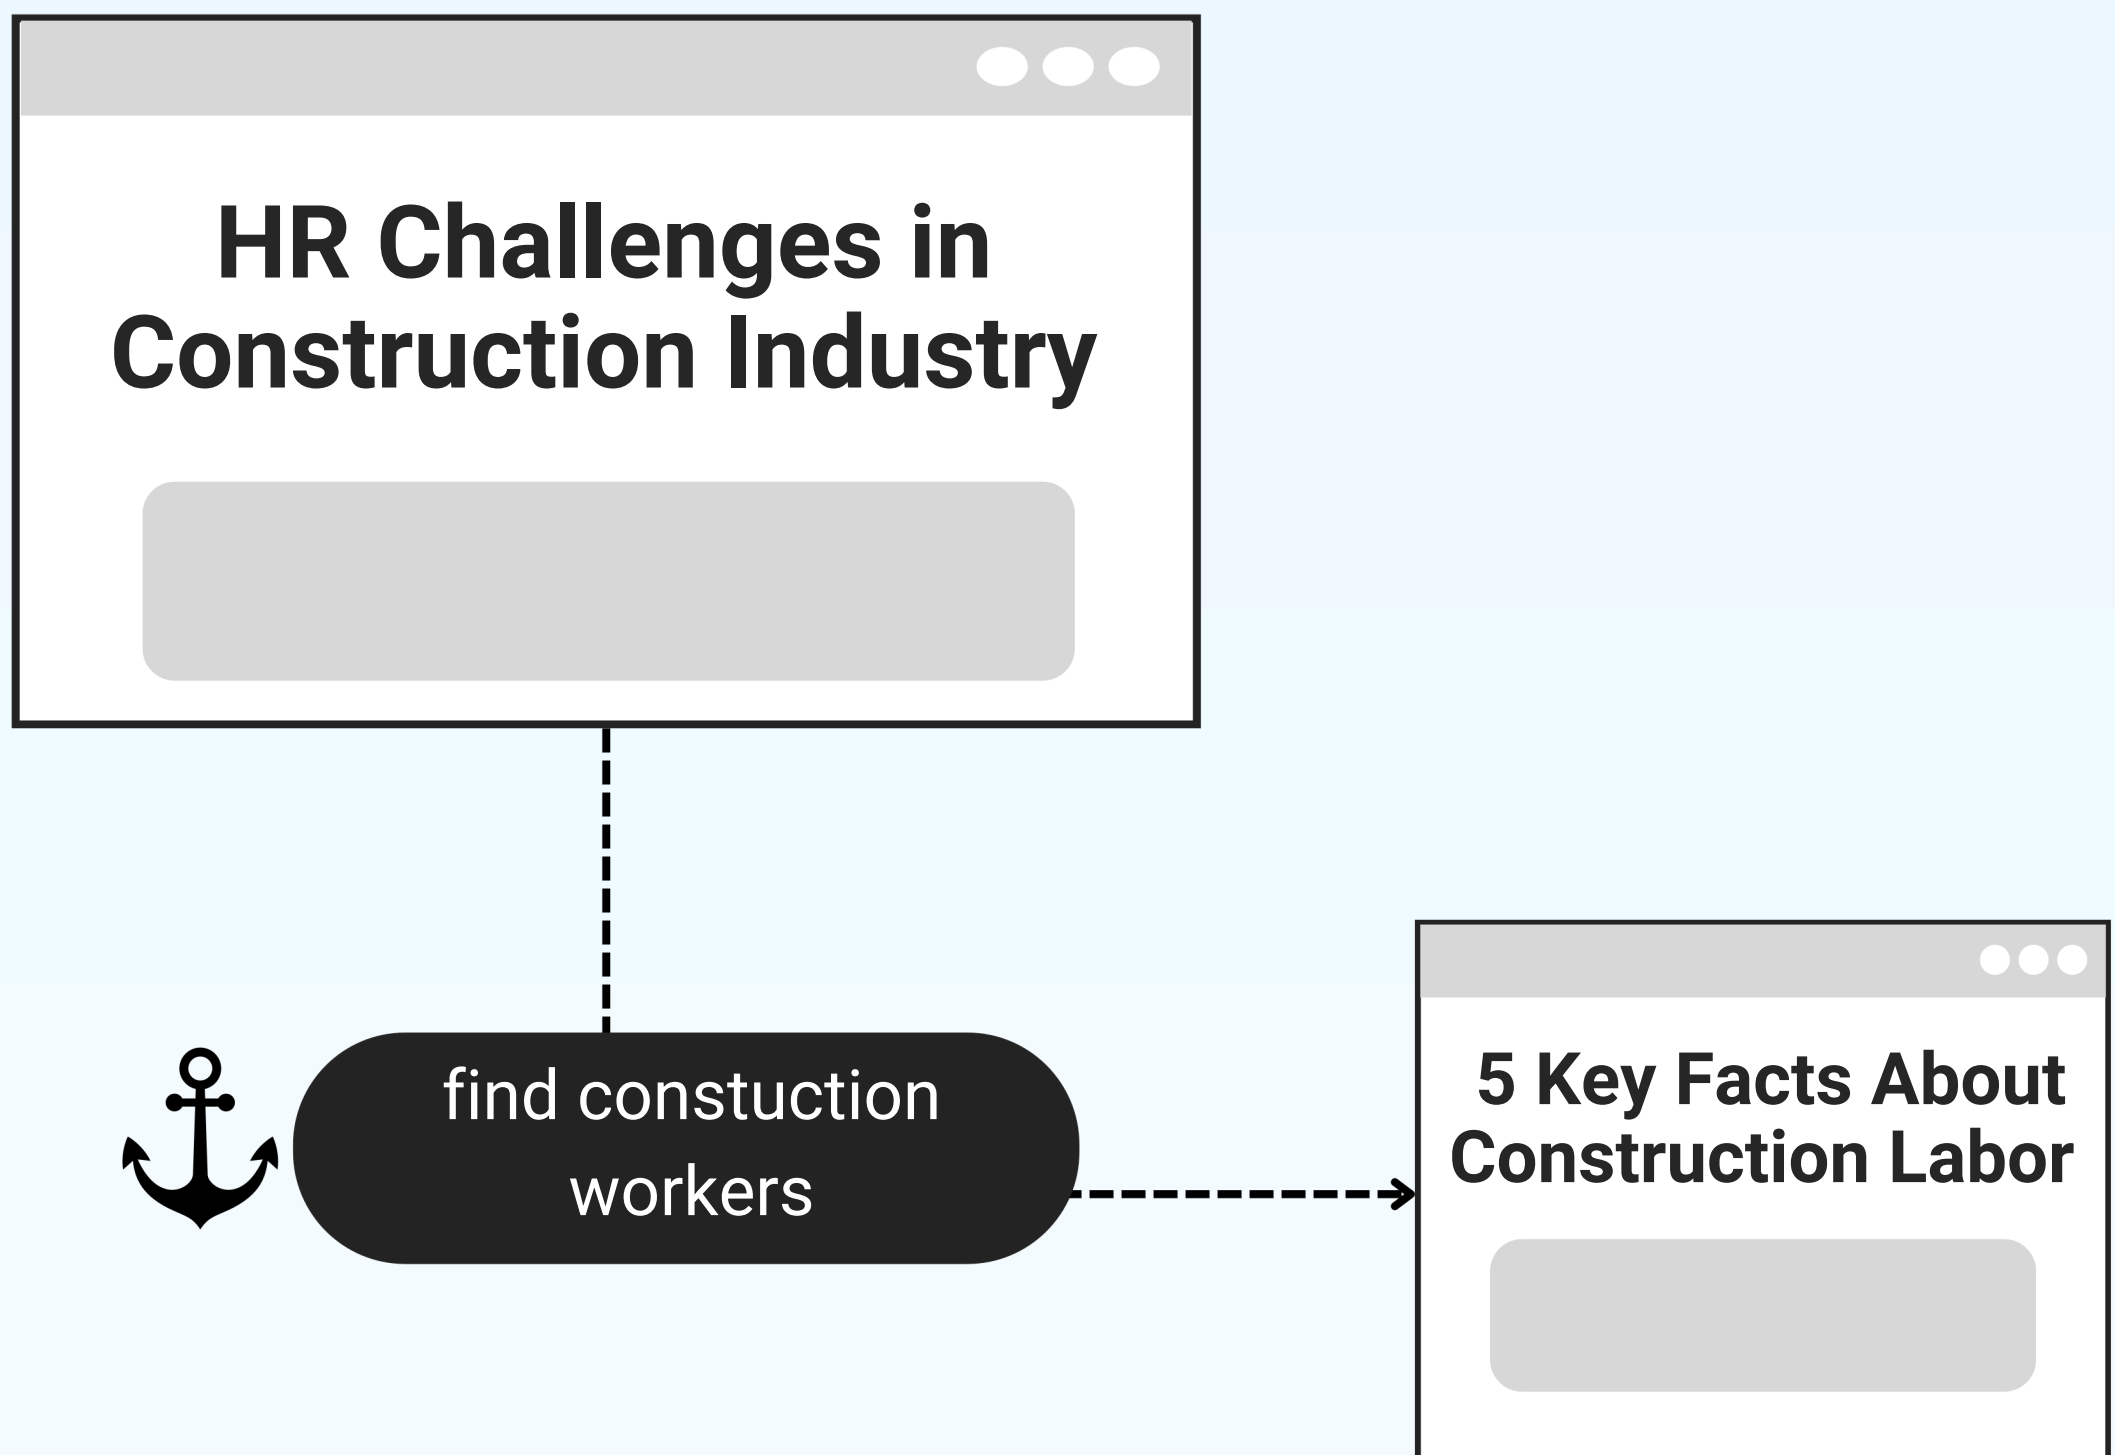 HR Challenges in
Construction Industry
find constuction
workers
5 Key Facts About
Construction Labor